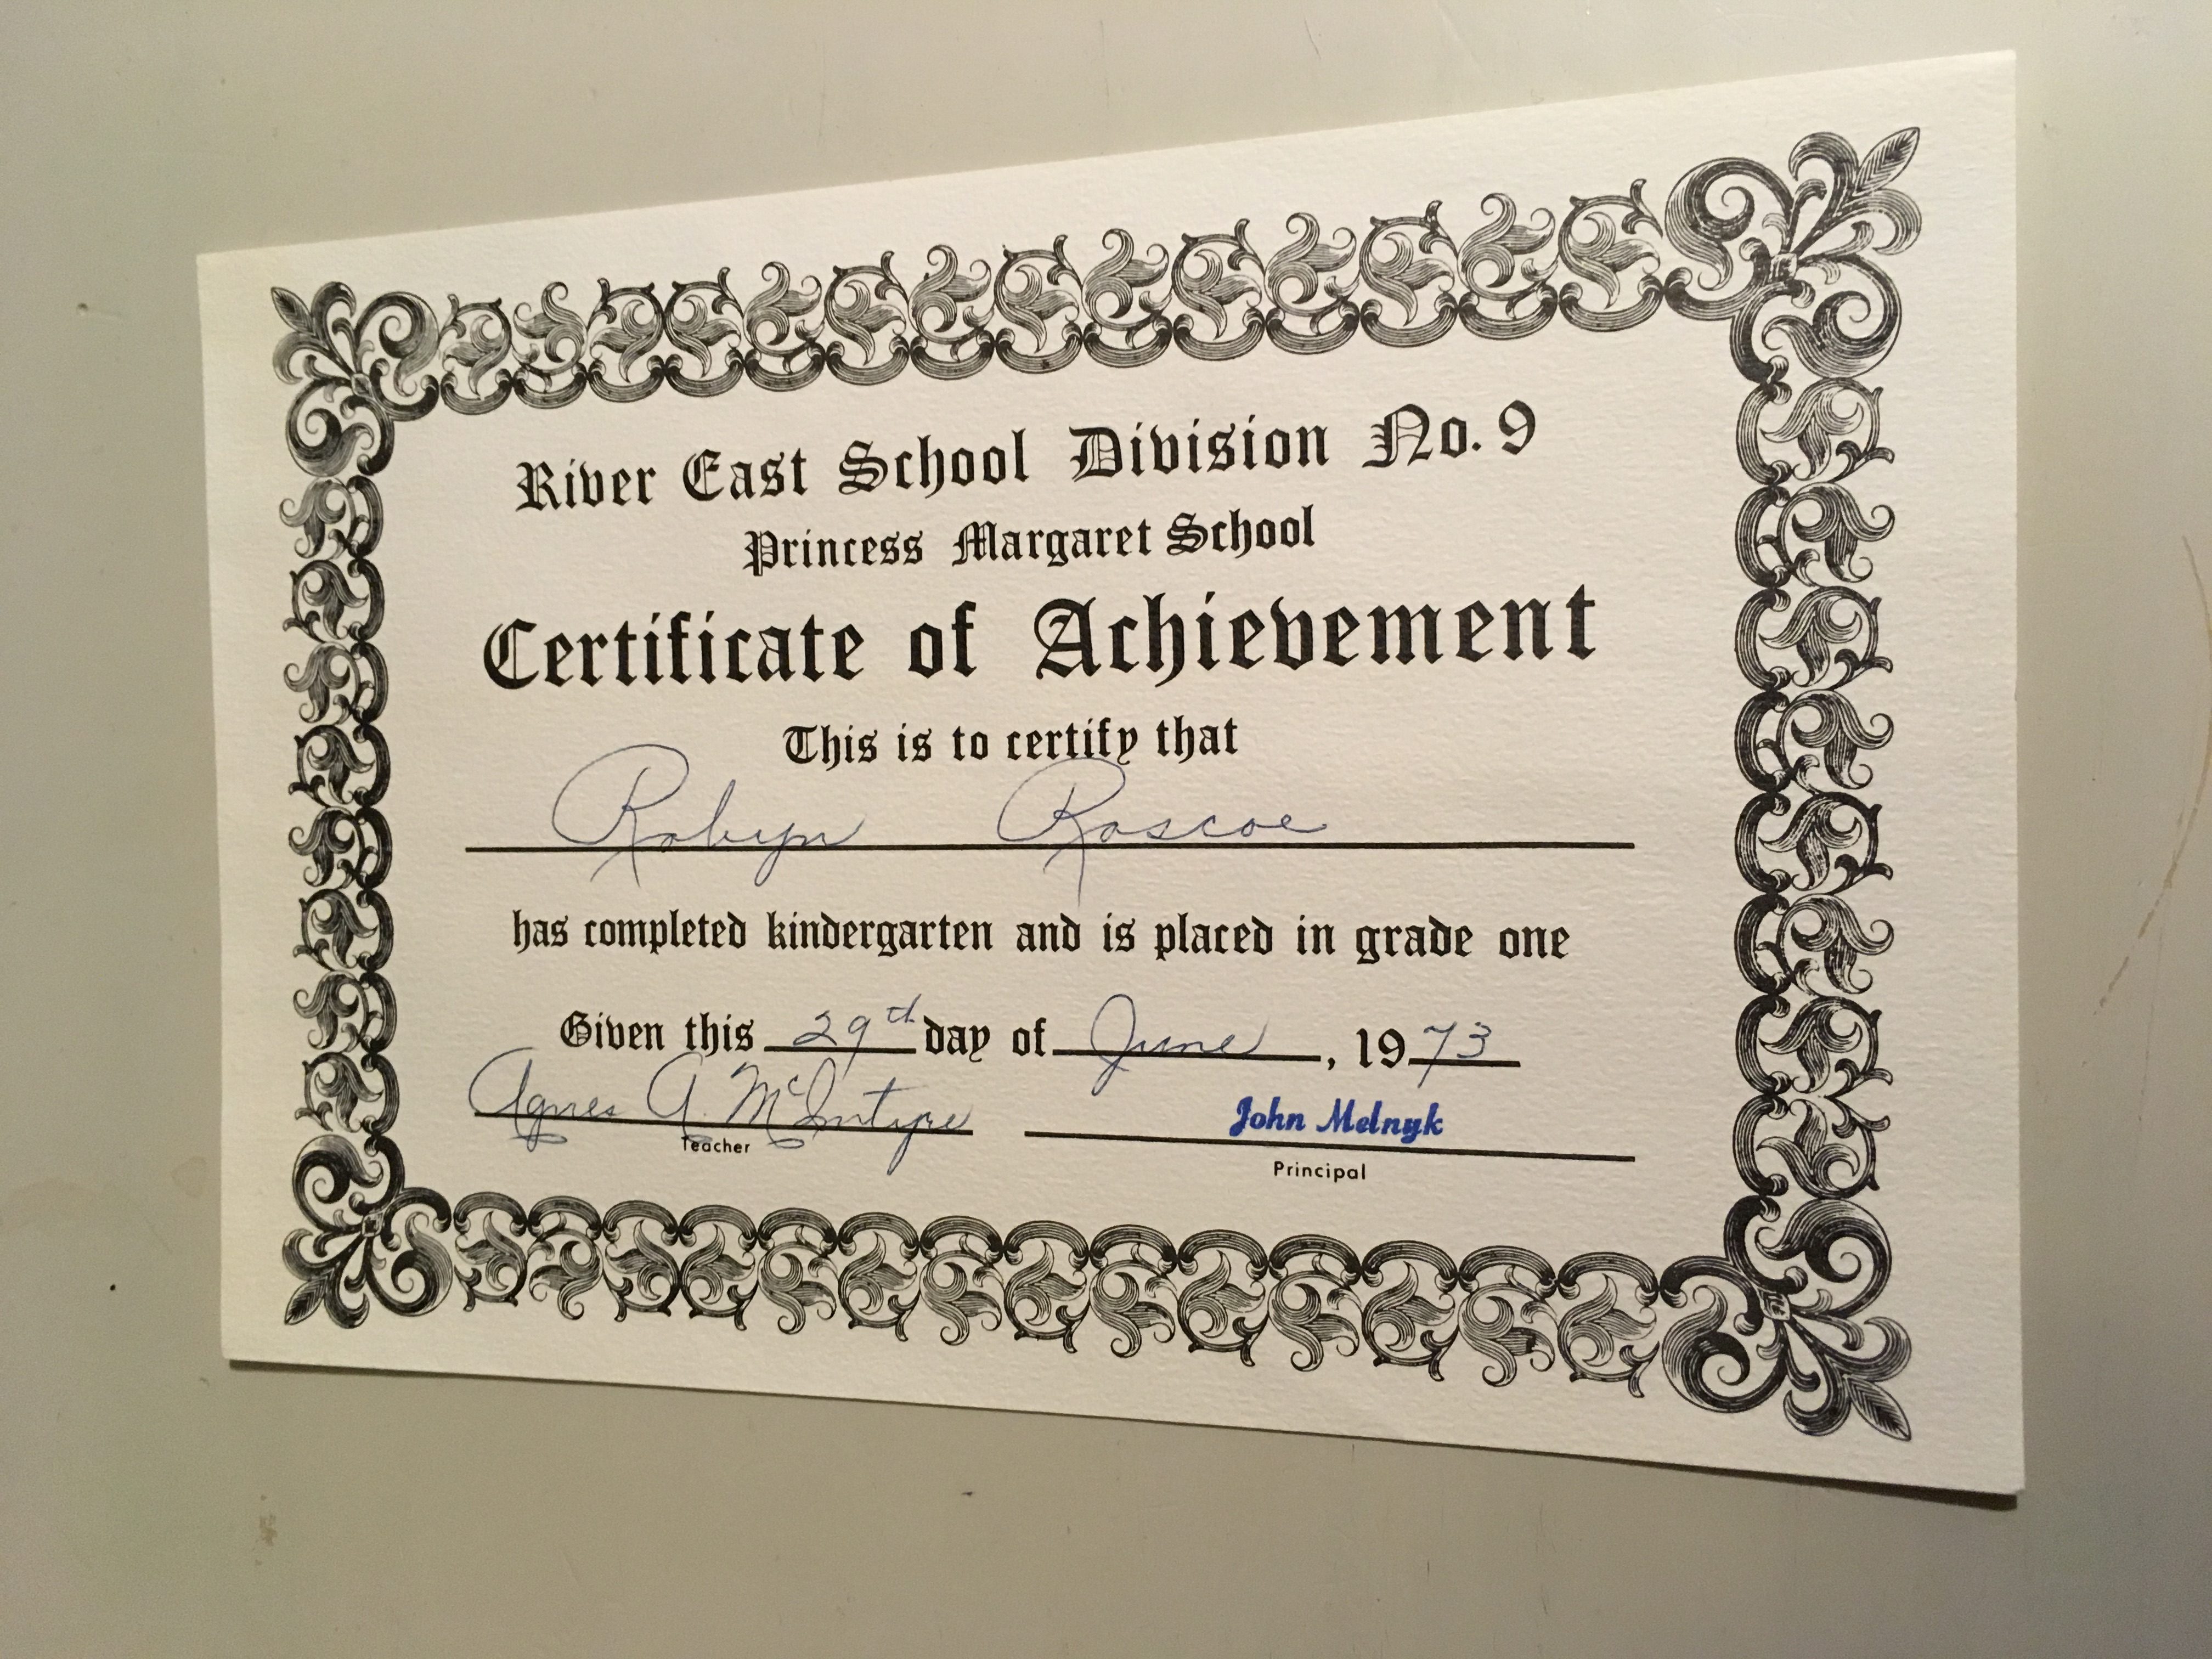 River East School Division No. 9
Princess Margaret School
Certificate of Achievement
This is to certify that
Robyn Roscoe
has completed kindergarten and is placed in grade one
Given this 29th day of June, 1973
Agnes A. McIntyre John Melnyk
Teacher Principal